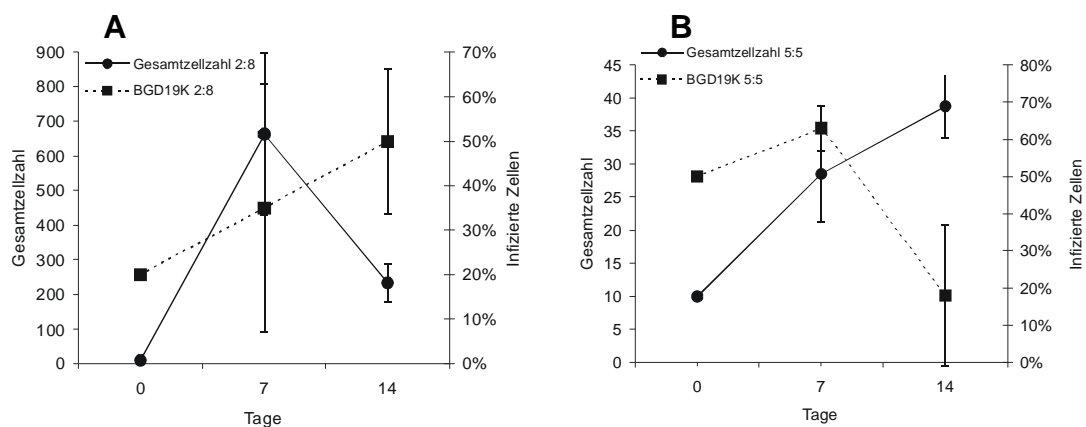 A
Gesamtzellzahl 2:8
BGD19K 2:8
Gesamtzellzahl
900
800
700
600
500
400
300
200
100
0
70%
60%
50%
40%
30%
20%
10%
0%
Infizierte Zellen
0 7 14
Tage
B
Gesamtzellzahl 5:5
BGD19K 5:5
Gesamtzellzahl
45
40
35
30
25
20
15
10
5
0
80%
70%
60%
50%
40%
30%
20%
10%
0%
Infizierte Zellen
0 7 14
Tage